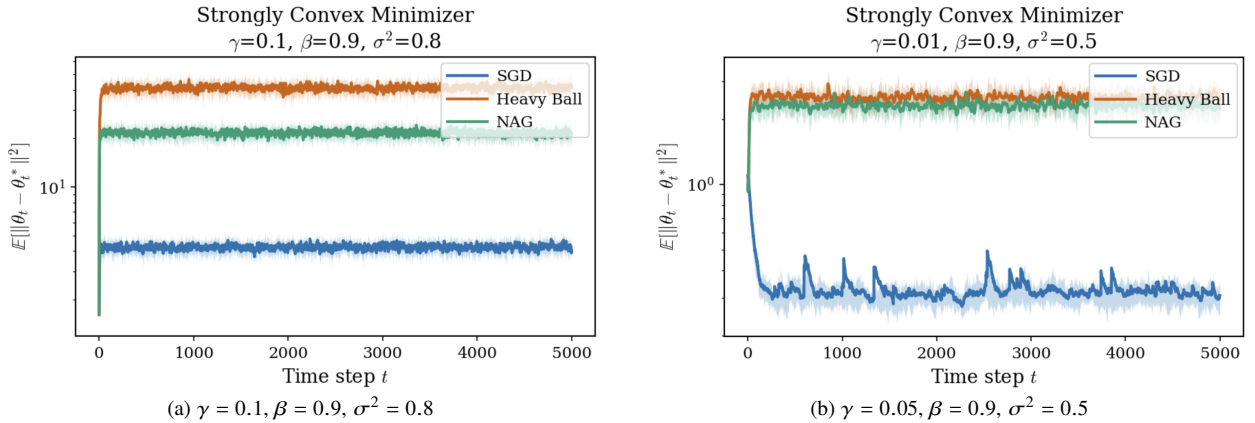 Strongly Convex Minimizer
γ=0.1, β=0.9, σ²=0.8
SGD
Heavy Ball
NAG
10¹
𝔼[||θₜ − θₜ*||²]
0 1000 2000 3000 4000 5000
Time step t
(a) γ = 0.1, β = 0.9, σ² = 0.8
Strongly Convex Minimizer
γ=0.01, β=0.9, σ²=0.5
SGD
Heavy Ball
NAG
10⁰
𝔼[||θₜ − θₜ*||²]
0 1000 2000 3000 4000 5000
Time step t
(b) γ = 0.05, β = 0.9, σ² = 0.5